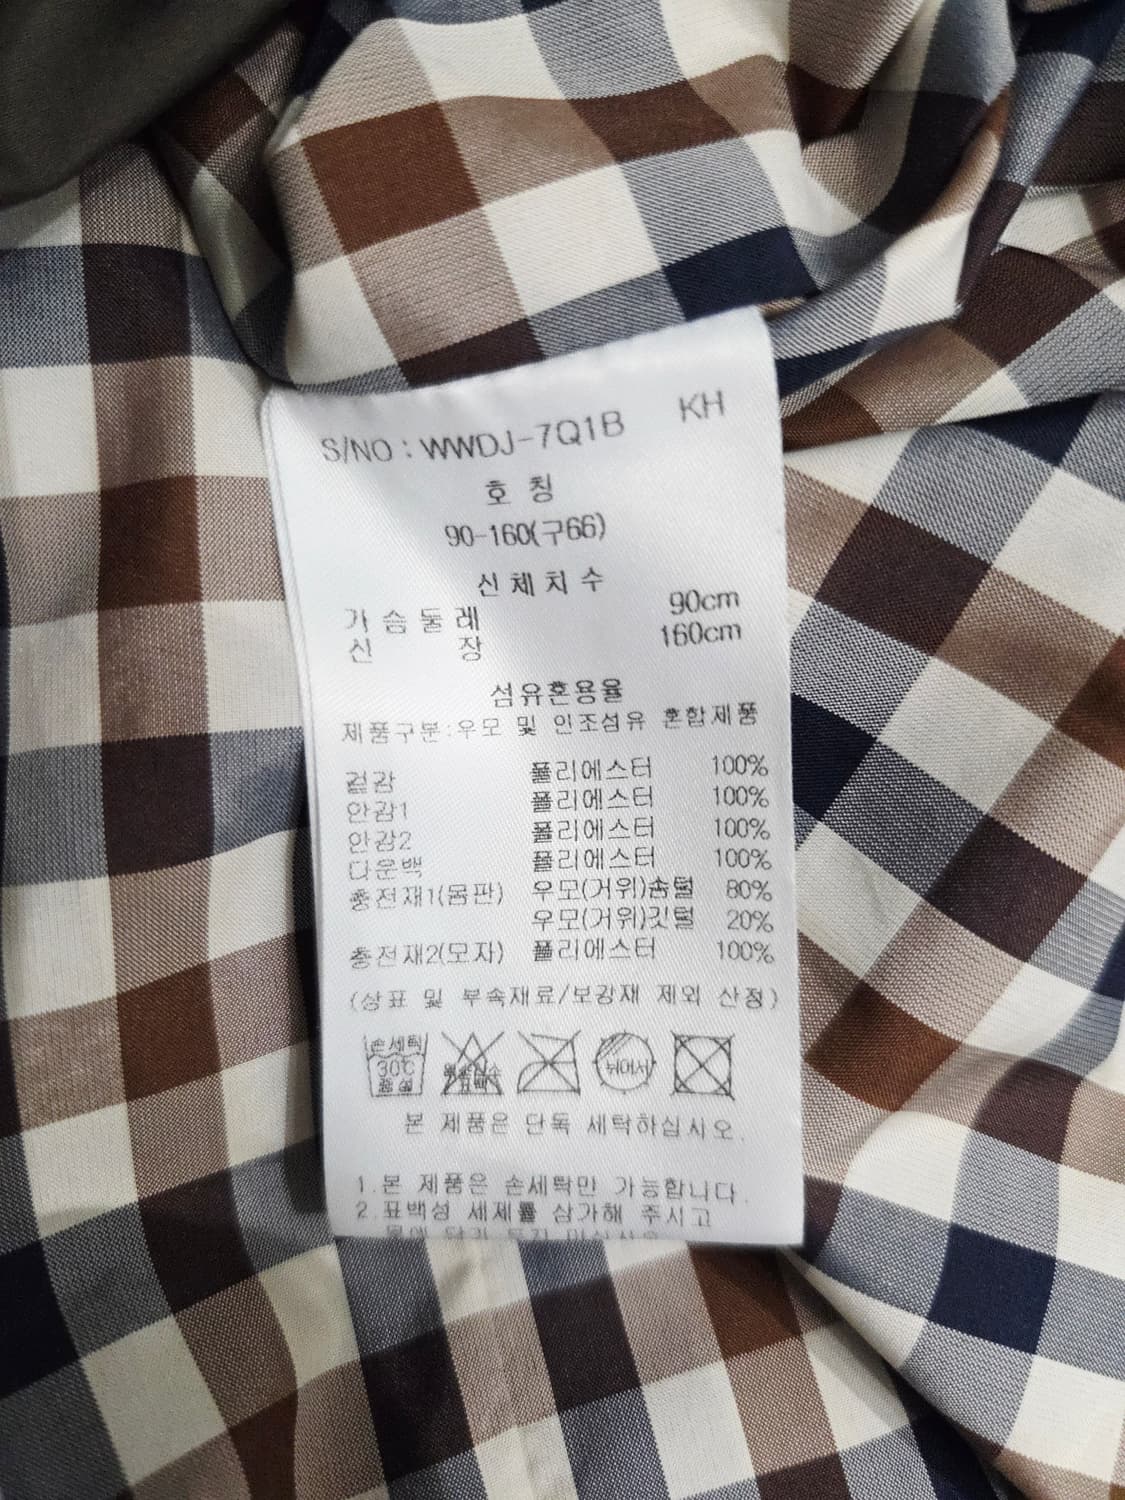 S/NO : WWDJ-7Q1B KH
호 칭
90-160(구66)
신체치수
가슴둘레 90cm
신 장 160cm
섬유혼용율
제품구분:우모 및 인조섬유 혼합제품
겉감 폴리에스터 100%
안감1 폴리에스터 100%
안감2 폴리에스터 100%
다운백 폴리에스터 100%
충전재1(몸판) 우모(거위)솜털 80%
우모(거위)깃털 20%
충전재2(모자) 폴리에스터 100%
(상표 및 부속재료/보강재 제외 산정)
손세탁
30℃
중성
표백
뉘어서
본 제품은 단독 세탁하십시오.
1.본 제품은 손세탁만 가능합니다.
2.표백성 세제를 삼가해 주시고